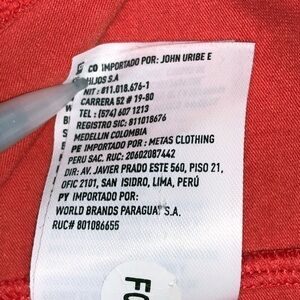 CO IMPORTADO POR: JOHN URIBE E
HIJOS S.A
NIT: 811.018.676-1
CARRERA 52 # 19-80
TEL: (574) 607 1213
REGISTRO SIC: 811018676
MEDELLIN COLOMBIA
PE IMPORTADO POR: METAS CLOTHING
PERU SAC. RUC: 20602087442
DIR: AV. JAVIER PRADO ESTE 560, PISO 21,
OFIC 2101, SAN ISIDRO, LIMA, PERÚ
PY IMPORTADO POR:
WORLD BRANDS PARAGUAY S.A.
RUC# 801086655